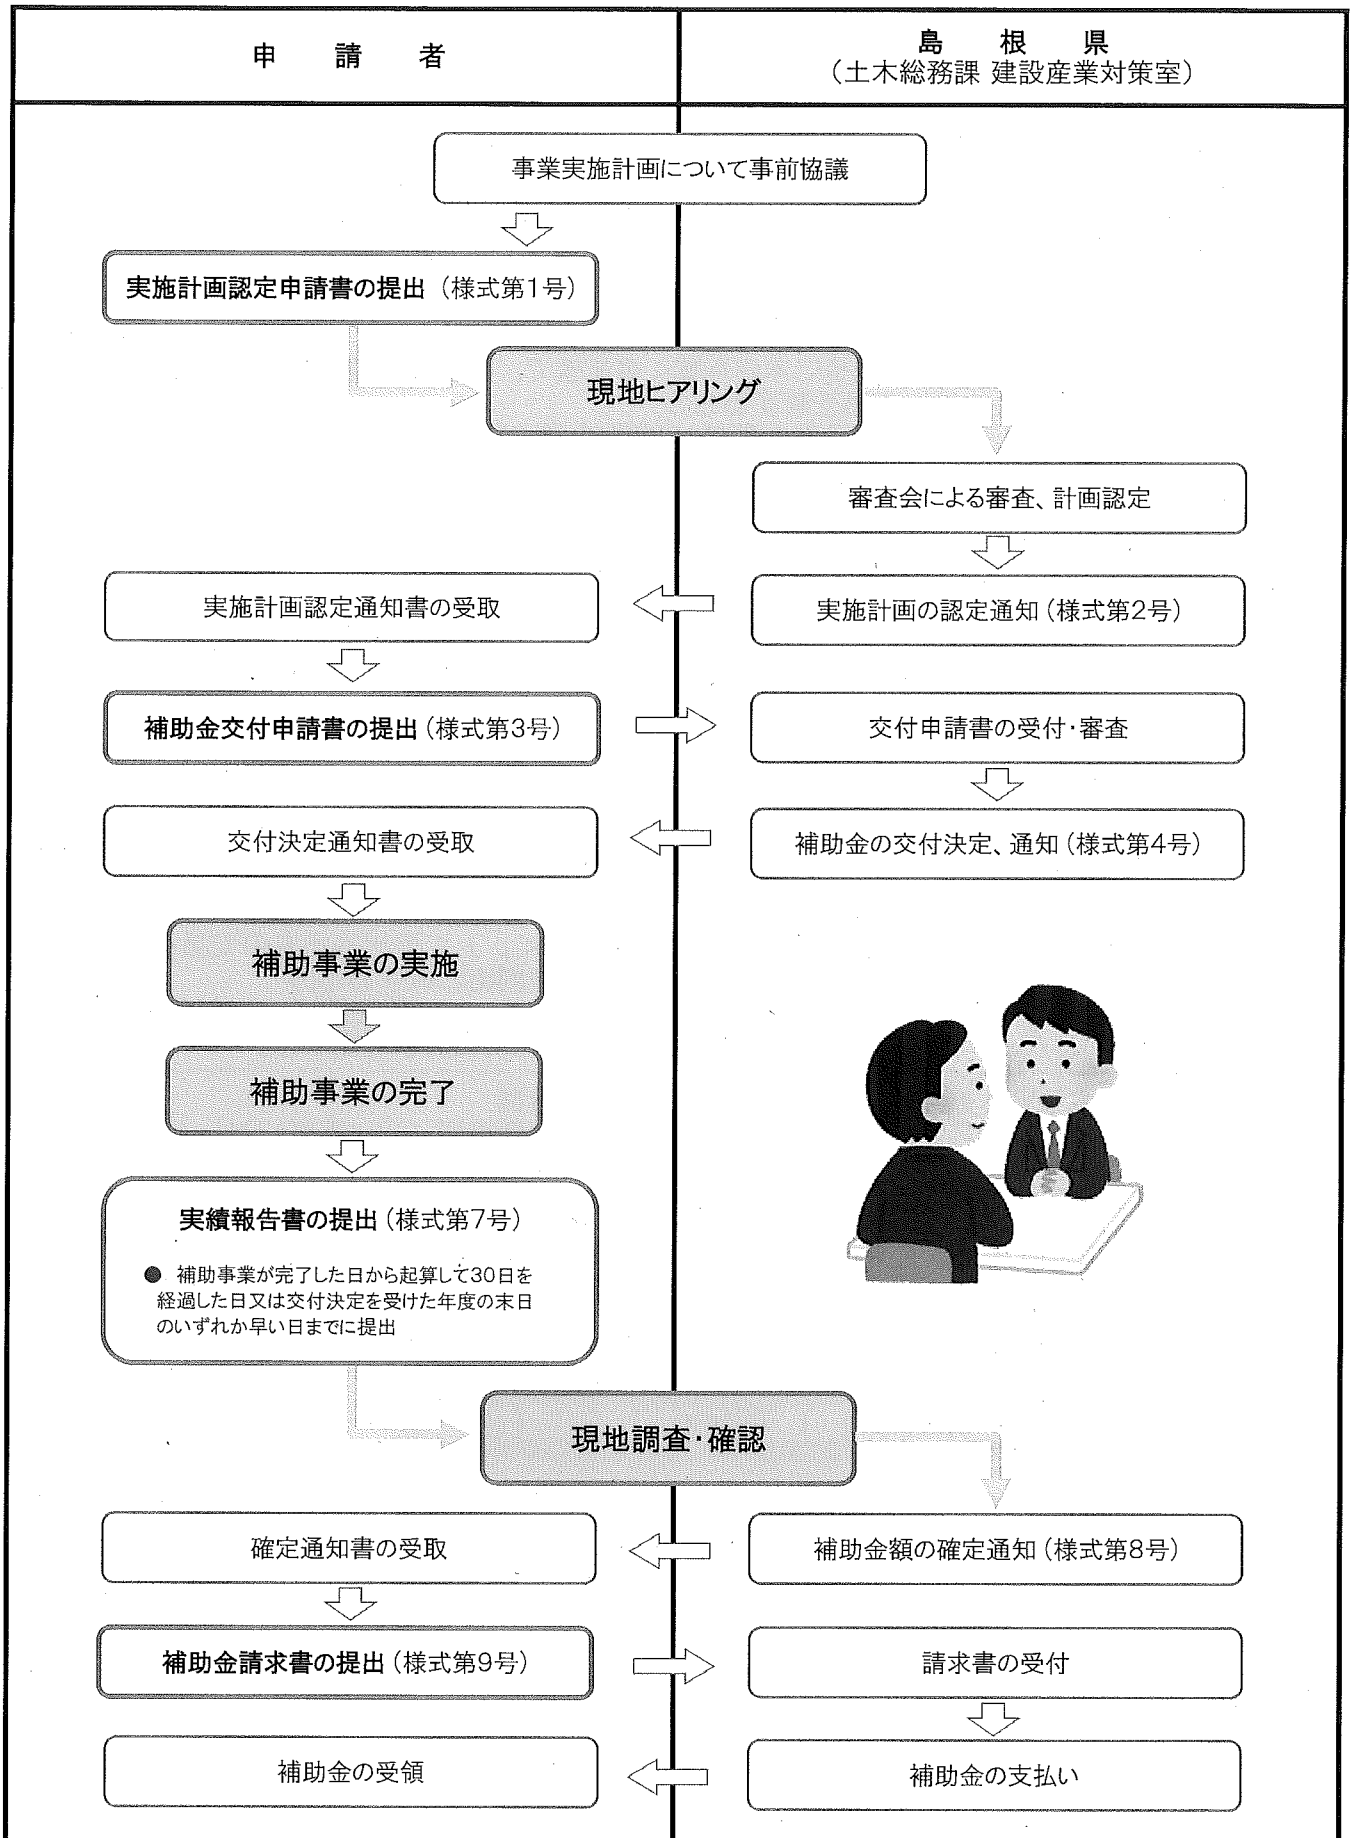 申 請 者
島 根 県
（土木総務課 建設産業対策室）
事業実施計画について事前協議
実施計画認定申請書の提出（様式第1号）
現地ヒアリング
審査会による審査、計画認定
実施計画認定通知書の受取
実施計画の認定通知（様式第2号）
補助金交付申請書の提出（様式第3号）
交付申請書の受付・審査
交付決定通知書の受取
補助金の交付決定、通知（様式第4号）
補助事業の実施
補助事業の完了
実績報告書の提出（様式第7号）
● 補助事業が完了した日から起算して30日を
経過した日又は交付決定を受けた年度の末日
のいずれか早い日までに提出
現地調査・確認
確定通知書の受取
補助金額の確定通知（様式第8号）
補助金請求書の提出（様式第9号）
請求書の受付
補助金の受領
補助金の支払い